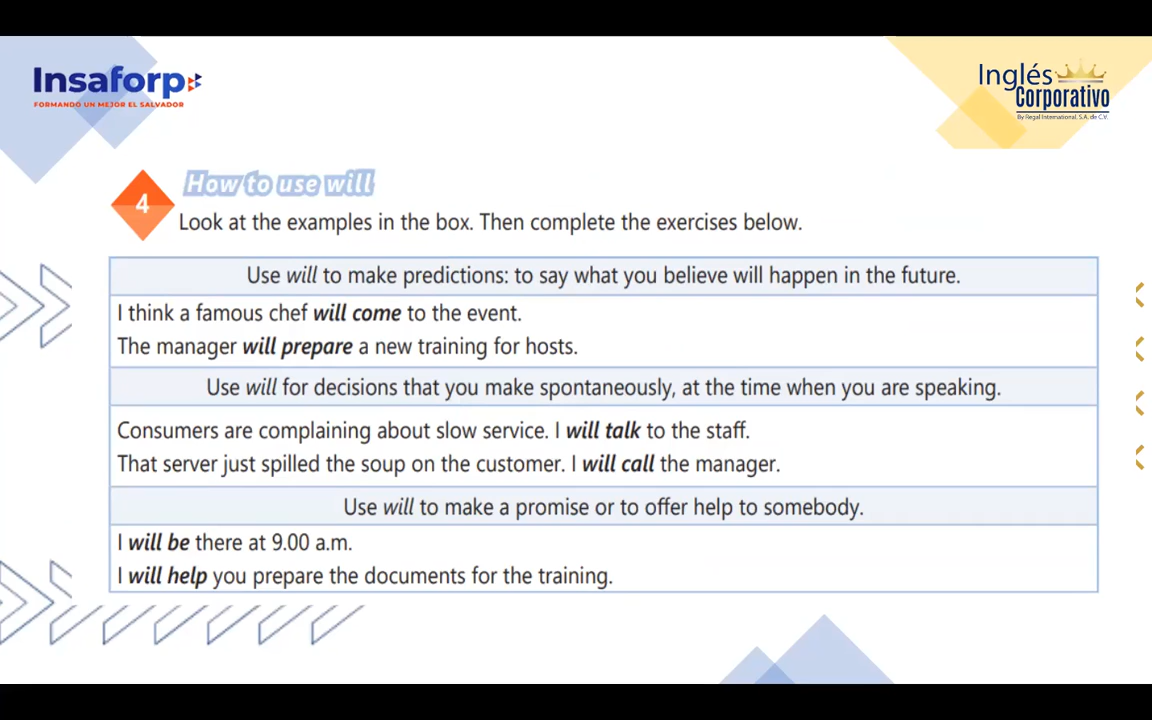 Insaforp
FORMANDO UN MEJOR EL SALVADOR
Inglés
Corporativo
By Regal International, S.A. de C.V.
4
How to use will
Look at the examples in the box. Then complete the exercises below.
Use will to make predictions: to say what you believe will happen in the future.
I think a famous chef will come to the event.
The manager will prepare a new training for hosts.
Use will for decisions that you make spontaneously, at the time when you are speaking.
Consumers are complaining about slow service. I will talk to the staff.
That server just spilled the soup on the customer. I will call the manager.
Use will to make a promise or to offer help to somebody.
I will be there at 9.00 a.m.
I will help you prepare the documents for the training.